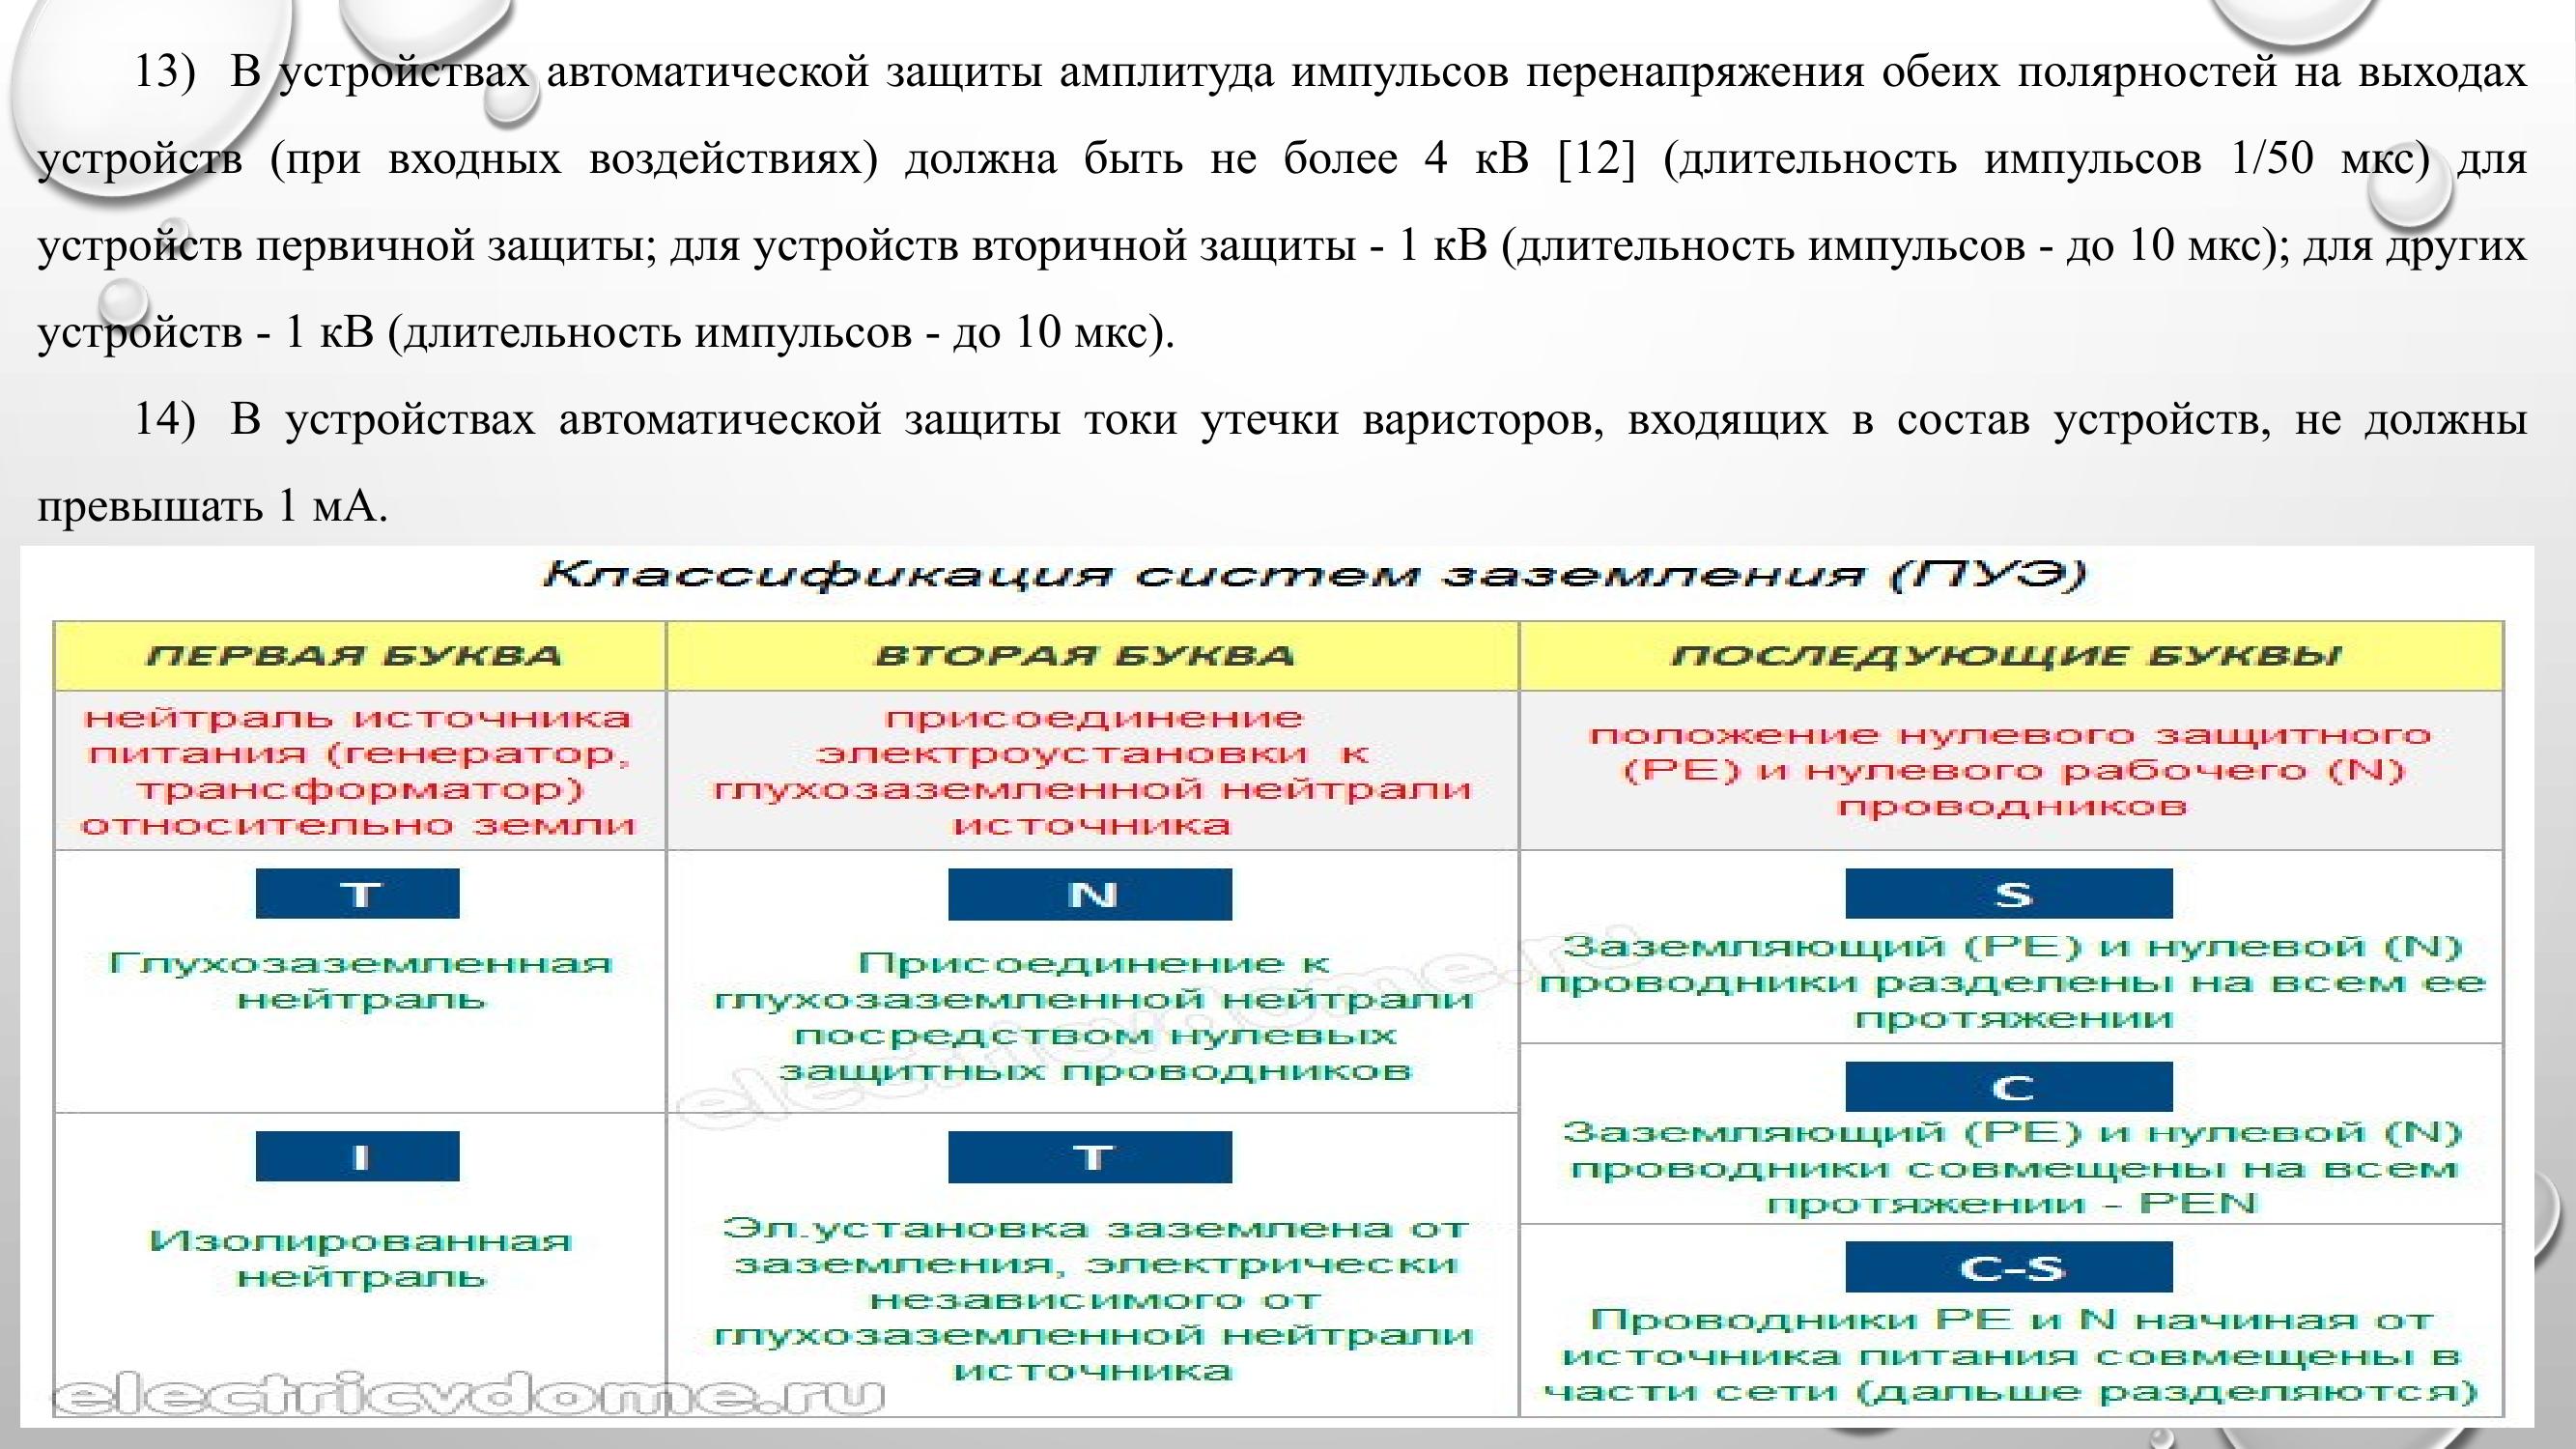 13) В устройствах автоматической защиты амплитуда импульсов перенапряжения обеих полярностей на выходах
устройств (при входных воздействиях) должна быть не более 4 кВ [12] (длительность импульсов 1/50 мкс) для
устройств первичной защиты; для устройств вторичной защиты - 1 кВ (длительность импульсов - до 10 мкс); для других
устройств - 1 кВ (длительность импульсов - до 10 мкс).
14) В устройствах автоматической защиты токи утечки варисторов, входящих в состав устройств, не должны
превышать 1 мА.
Классификация систем заземления (ПУЭ)
ПЕРВАЯ БУКВА
нейтраль источника
питания (генератор,
трансформатор)
относительно земли
T
Глухозаземленная
нейтраль
I
Изолированная
нейтраль
ВТОРАЯ БУКВА
присоединение
электроустановки к
глухозаземленной нейтрали
источника
N
Присоединение к
глухозаземленной нейтрали
посредством нулевых
защитных проводников
T
Эл.установка заземлена от
заземления, электрически
независимого от
глухозаземленной нейтрали
источника
ПОСЛЕДУЮЩИЕ БУКВЫ
положение нулевого защитного
(PE) и нулевого рабочего (N)
проводников
S
Заземляющий (PE) и нулевой (N)
проводники разделены на всем ее
протяжении
C
Заземляющий (PE) и нулевой (N)
проводники совмещены на всем
протяжении - PEN
C-S
Проводники PE и N начиная от
источника питания совмещены в
части сети (дальше разделяются)
electricvdome.ru
electricvdome.ru